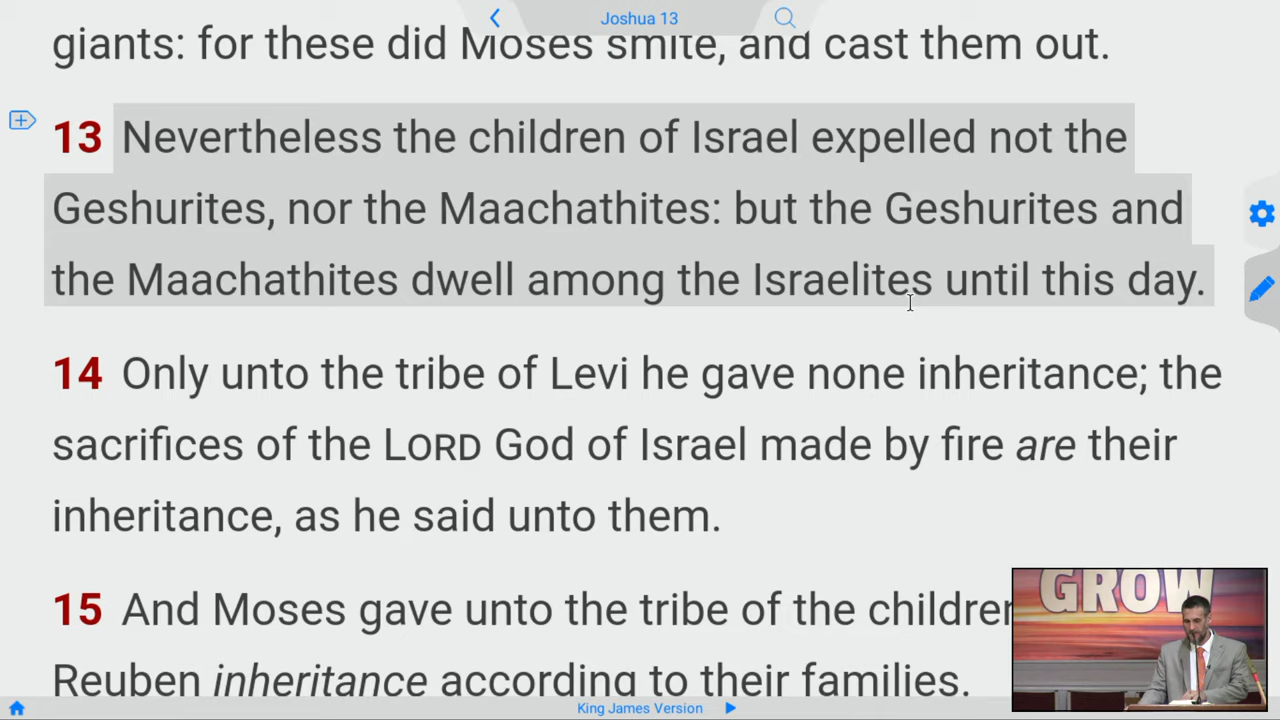 Joshua 13
giants: for these did Moses smite, and cast them out.
13 Nevertheless the children of Israel expelled not the
Geshurites, nor the Maachathites: but the Geshurites and
the Maachathites dwell among the Israelites until this day.
14 Only unto the tribe of Levi he gave none inheritance; the
sacrifices of the LORD God of Israel made by fire are their
inheritance, as he said unto them.
15 And Moses gave unto the tribe of the children
Reuben inheritance according to their families.
GROW
King James Version